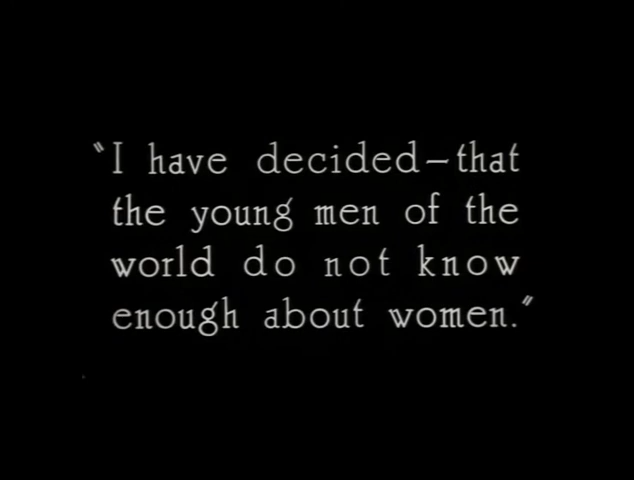 "I have decided—that
the young men of the
world do not know
enough about women."